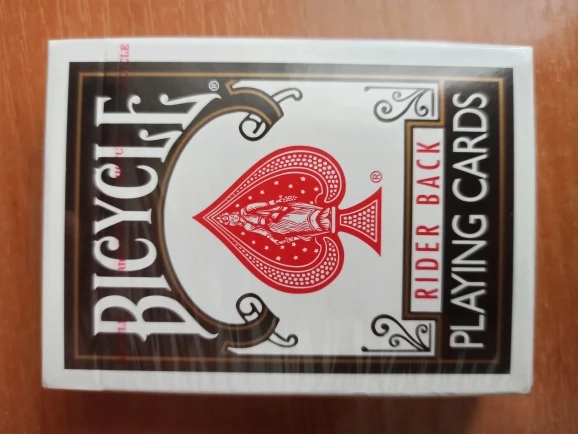 BICYCLE®
®
RIDER BACK
PLAYING CARDS